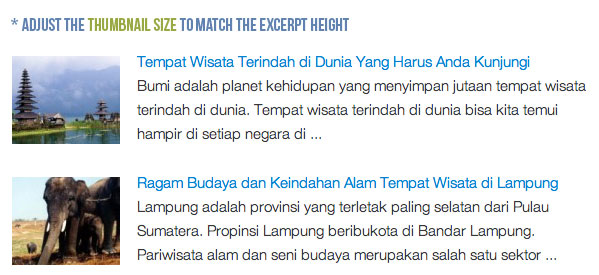 * ADJUST THE THUMBNAIL SIZE TO MATCH THE EXCERPT HEIGHT
Tempat Wisata Terindah di Dunia Yang Harus Anda Kunjungi
Bumi adalah planet kehidupan yang menyimpan jutaan tempat wisata
terindah di dunia. Tempat wisata terindah di dunia bisa kita temui
hampir di setiap negara di ...
Ragam Budaya dan Keindahan Alam Tempat Wisata di Lampung
Lampung adalah provinsi yang terletak paling selatan dari Pulau
Sumatera. Propinsi Lampung beribukota di Bandar Lampung.
Pariwisata alam dan seni budaya merupakan salah satu sektor ...